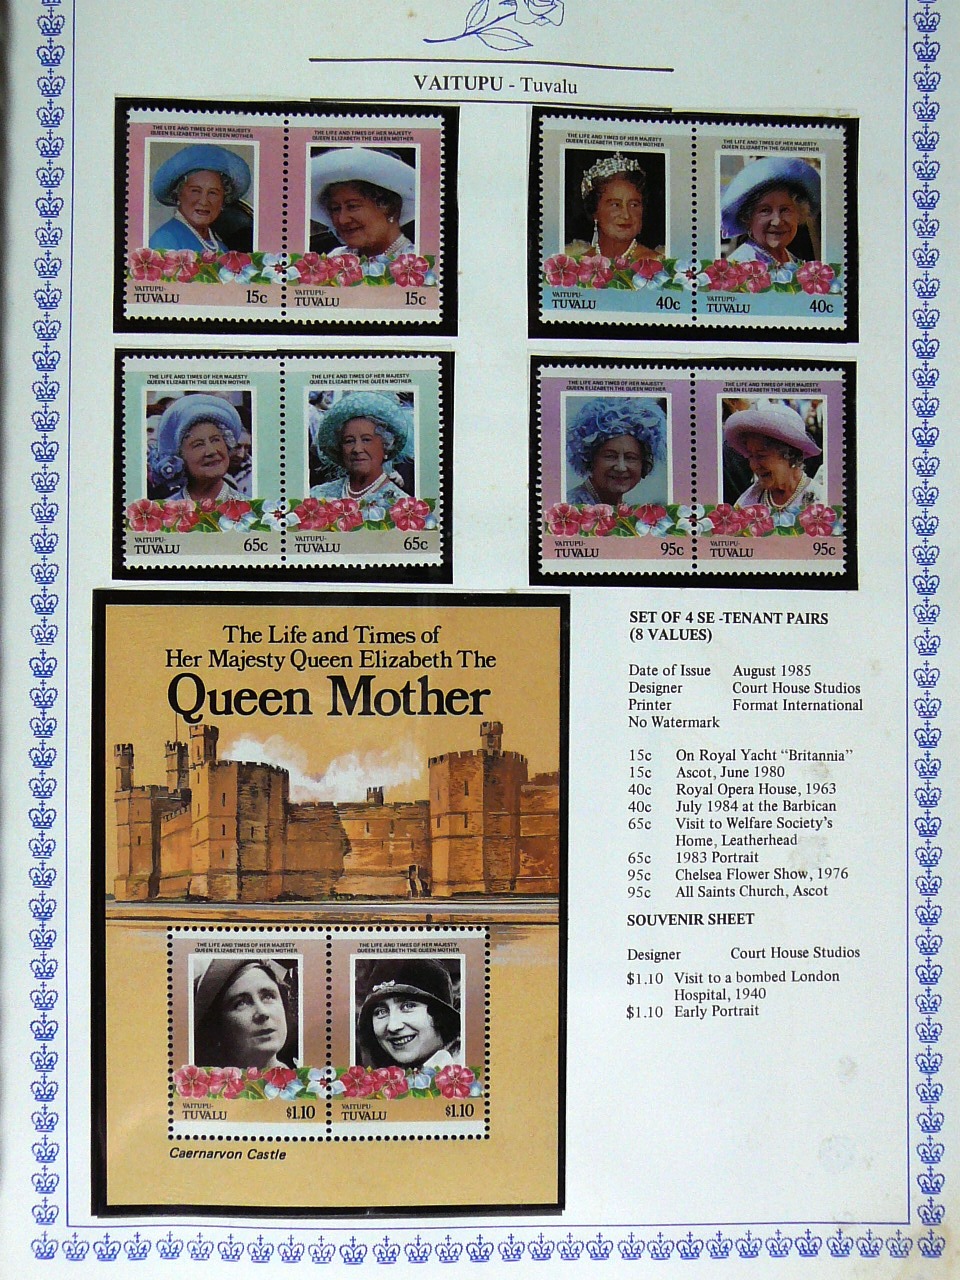 VAITUPU - Tuvalu
THE LIFE AND TIMES OF HER MAJESTY
QUEEN ELIZABETH THE QUEEN MOTHER
VAITUPU-
TUVALU
15c
THE LIFE AND TIMES OF HER MAJESTY
QUEEN ELIZABETH THE QUEEN MOTHER
VAITUPU-
TUVALU
15c
THE LIFE AND TIMES OF HER MAJESTY
QUEEN ELIZABETH THE QUEEN MOTHER
VAITUPU-
TUVALU
40c
THE LIFE AND TIMES OF HER MAJESTY
QUEEN ELIZABETH THE QUEEN MOTHER
VAITUPU-
TUVALU
40c
THE LIFE AND TIMES OF HER MAJESTY
QUEEN ELIZABETH THE QUEEN MOTHER
VAITUPU-
TUVALU
65c
THE LIFE AND TIMES OF HER MAJESTY
QUEEN ELIZABETH THE QUEEN MOTHER
VAITUPU-
TUVALU
65c
THE LIFE AND TIMES OF HER MAJESTY
QUEEN ELIZABETH THE QUEEN MOTHER
VAITUPU-
TUVALU
95c
THE LIFE AND TIMES OF HER MAJESTY
QUEEN ELIZABETH THE QUEEN MOTHER
VAITUPU-
TUVALU
95c
The Life and Times of
Her Majesty Queen Elizabeth The
Queen Mother
THE LIFE AND TIMES OF HER MAJESTY
QUEEN ELIZABETH THE QUEEN MOTHER
VAITUPU-
TUVALU
$1.10
THE LIFE AND TIMES OF HER MAJESTY
QUEEN ELIZABETH THE QUEEN MOTHER
VAITUPU-
TUVALU
$1.10
Caernarvon Castle
SET OF 4 SE -TENANT PAIRS
(8 VALUES)
Date of Issue August 1985
Designer Court House Studios
Printer Format International
No Watermark
15c On Royal Yacht "Britannia"
15c Ascot, June 1980
40c Royal Opera House, 1963
40c July 1984 at the Barbican
65c Visit to Welfare Society's
Home, Leatherhead
65c 1983 Portrait
95c Chelsea Flower Show, 1976
95c All Saints Church, Ascot
SOUVENIR SHEET
Designer Court House Studios
$1.10 Visit to a bombed London
Hospital, 1940
$1.10 Early Portrait